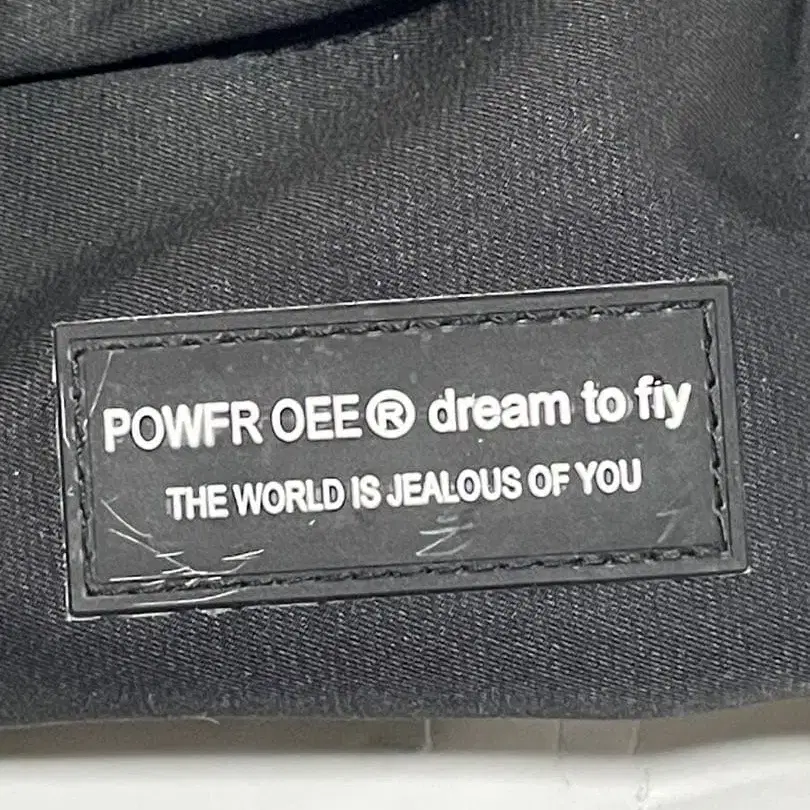 POWFR OEE® dream to fiy
THE WORLD IS JEALOUS OF YOU